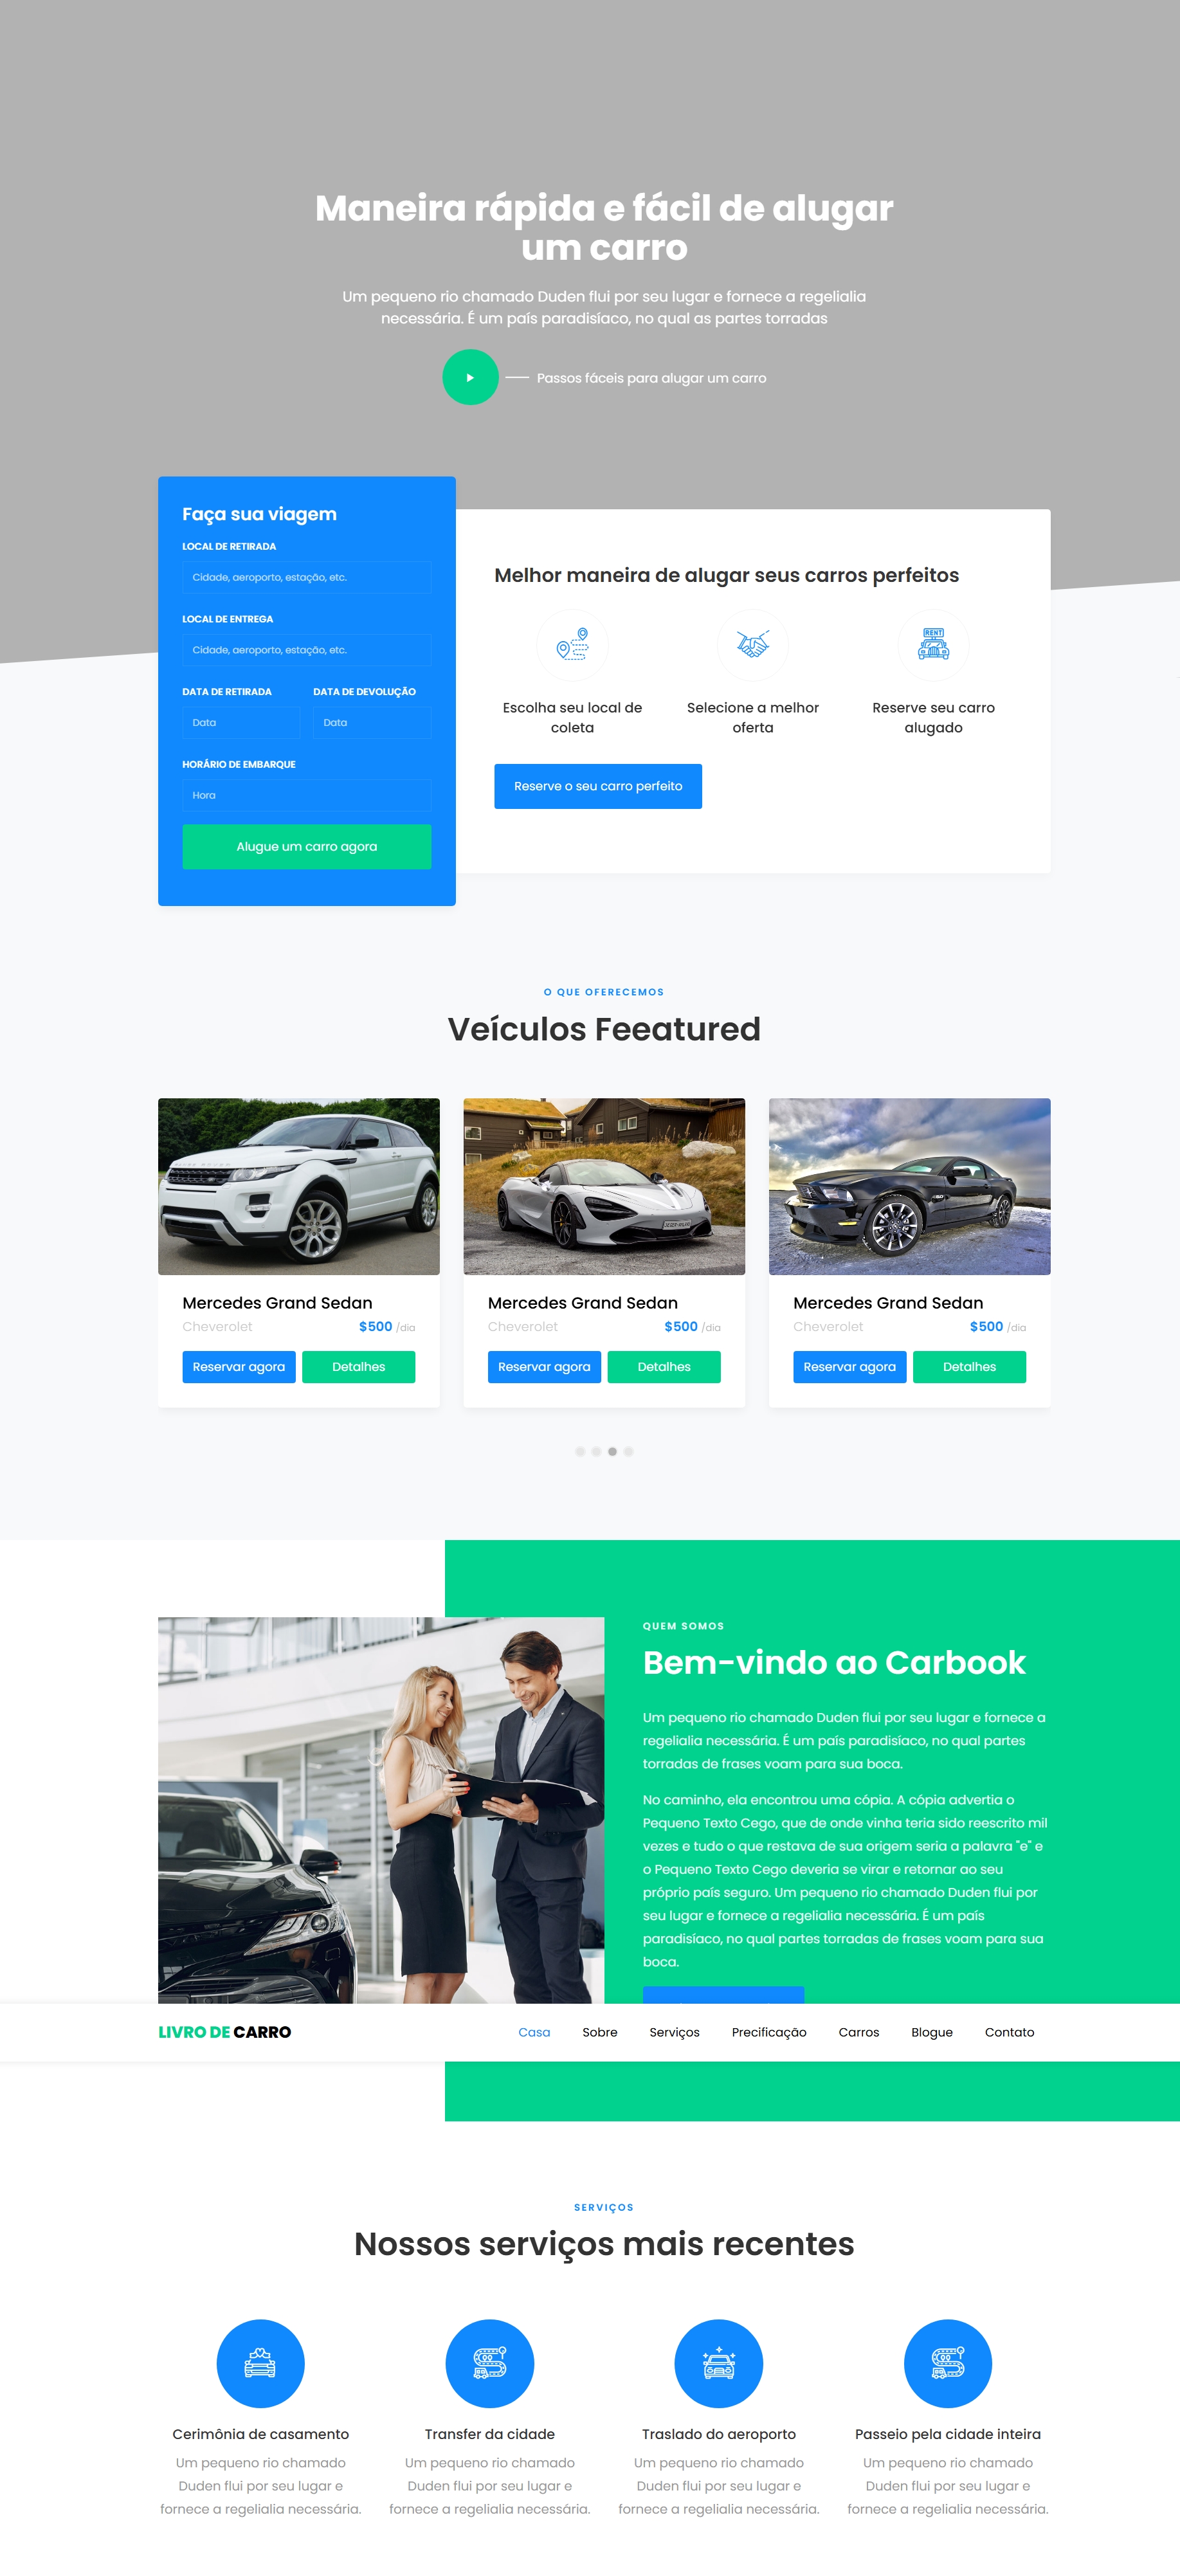 Maneira rápida e fácil de alugar
um carro
Um pequeno rio chamado Duden flui por seu lugar e fornece a regelialia
necessária. É um país paradisíaco, no qual as partes torradas
Passos fáceis para alugar um carro
Faça sua viagem
LOCAL DE RETIRADA
Cidade, aeroporto, estação, etc.
LOCAL DE ENTREGA
Cidade, aeroporto, estação, etc.
DATA DE RETIRADA DATA DE DEVOLUÇÃO
Data Data
HORÁRIO DE EMBARQUE
Hora
Alugue um carro agora
Melhor maneira de alugar seus carros perfeitos
RENT
Escolha seu local de
coleta
Selecione a melhor
oferta
Reserve seu carro
alugado
Reserve o seu carro perfeito
O QUE OFERECEMOS
Veículos Feeatured
Mercedes Grand Sedan
Cheverolet $500 /dia
Reservar agora Detalhes
Mercedes Grand Sedan
Cheverolet $500 /dia
Reservar agora Detalhes
Mercedes Grand Sedan
Cheverolet $500 /dia
Reservar agora Detalhes
QUEM SOMOS
Bem-vindo ao Carbook
Um pequeno rio chamado Duden flui por seu lugar e fornece a
regelialia necessária. É um país paradisíaco, no qual partes
torradas de frases voam para sua boca.
No caminho, ela encontrou uma cópia. A cópia advertia o
Pequeno Texto Cego, que de onde vinha teria sido reescrito mil
vezes e tudo o que restava de sua origem seria a palavra "e" e
o Pequeno Texto Cego deveria se virar e retornar ao seu
próprio país seguro. Um pequeno rio chamado Duden flui por
seu lugar e fornece a regelialia necessária. É um país
paradisíaco, no qual partes torradas de frases voam para sua
boca.
LIVRO DE CARRO Casa Sobre Serviços Precificação Carros Blogue Contato
SERVIÇOS
Nossos serviços mais recentes
Cerimônia de casamento
Um pequeno rio chamado
Duden flui por seu lugar e
fornece a regelialia necessária.
Transfer da cidade
Um pequeno rio chamado
Duden flui por seu lugar e
fornece a regelialia necessária.
Traslado do aeroporto
Um pequeno rio chamado
Duden flui por seu lugar e
fornece a regelialia necessária.
Passeio pela cidade inteira
Um pequeno rio chamado
Duden flui por seu lugar e
fornece a regelialia necessária.